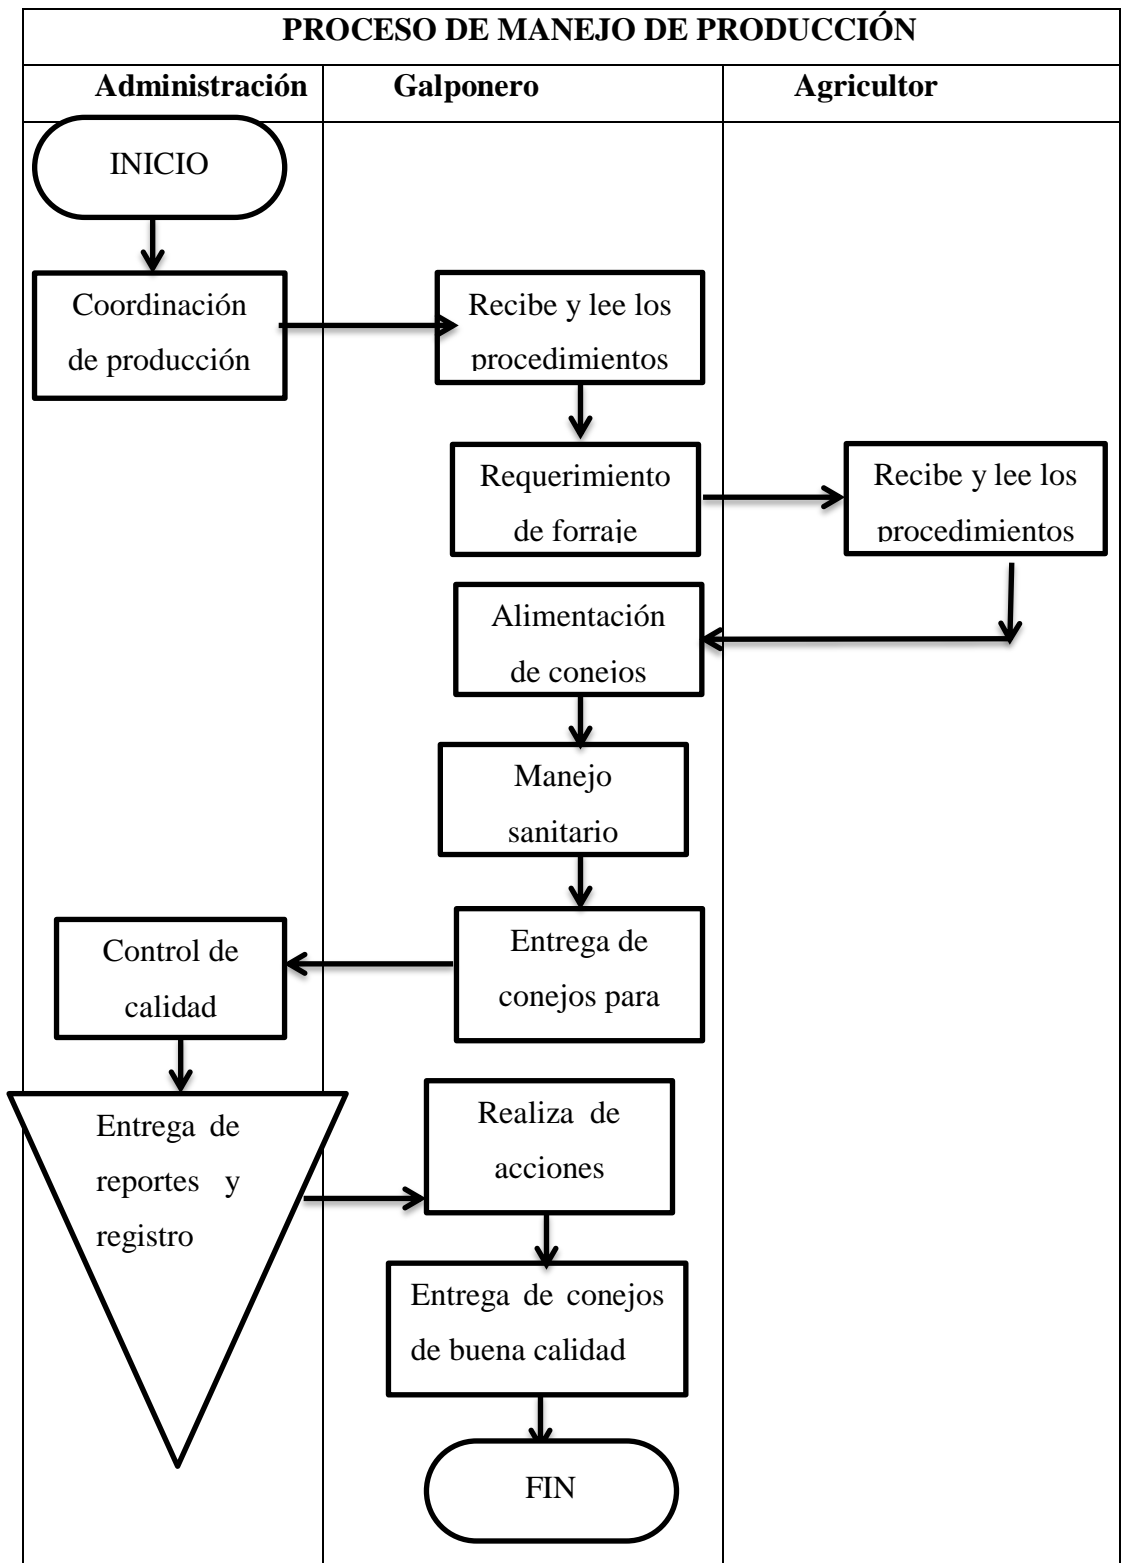 PROCESO DE MANEJO DE PRODUCCIÓN
Administración
Galponero
Agricultor
INICIO
Coordinación
de producción
Recibe y lee los
procedimientos
Requerimiento
de forraje
Recibe y lee los
procedimientos
Alimentación
de conejos
Manejo
sanitario
Entrega de
conejos para
Control de
calidad
Entrega de
reportes y
registro
Realiza de
acciones
Entrega de conejos
de buena calidad
FIN